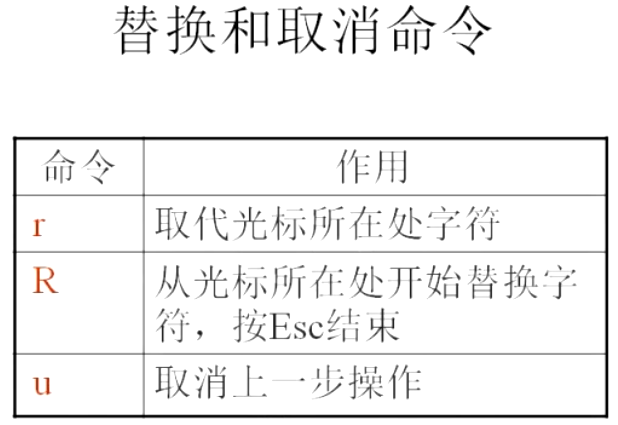 替换和取消命令
命令 作用
r 取代光标所在处字符
R 从光标所在处开始替换字
符，按Esc结束
u 取消上一步操作